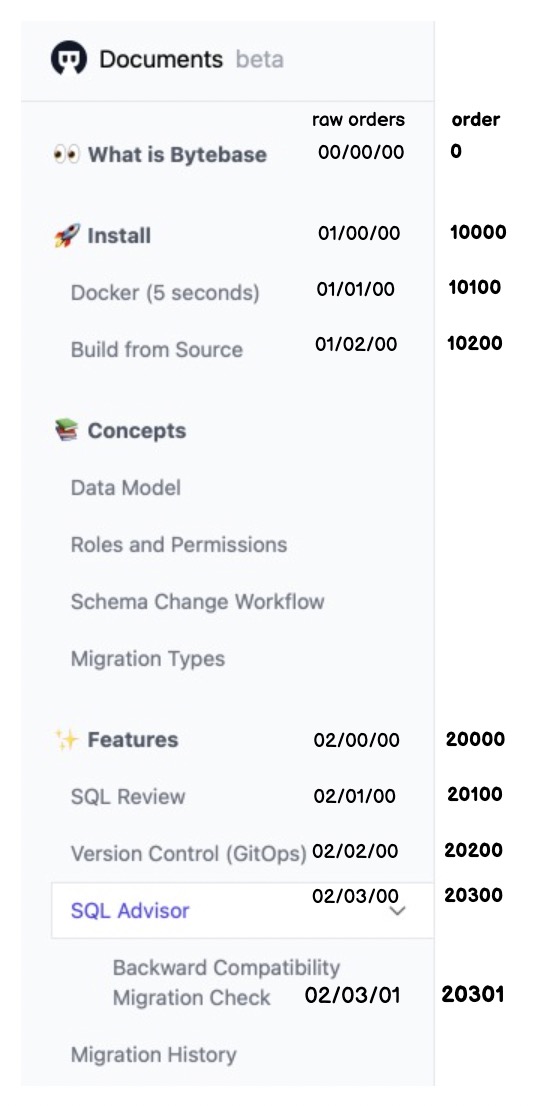 Documents beta
raw orders order
What is Bytebase 00/00/00 0
Install 01/00/00 10000
Docker (5 seconds) 01/01/00 10100
Build from Source 01/02/00 10200
Concepts
Data Model
Roles and Permissions
Schema Change Workflow
Migration Types
Features 02/00/00 20000
SQL Review 02/01/00 20100
Version Control (GitOps) 02/02/00 20200
SQL Advisor 02/03/00 20300
Backward Compatibility
Migration Check 02/03/01 20301
Migration History